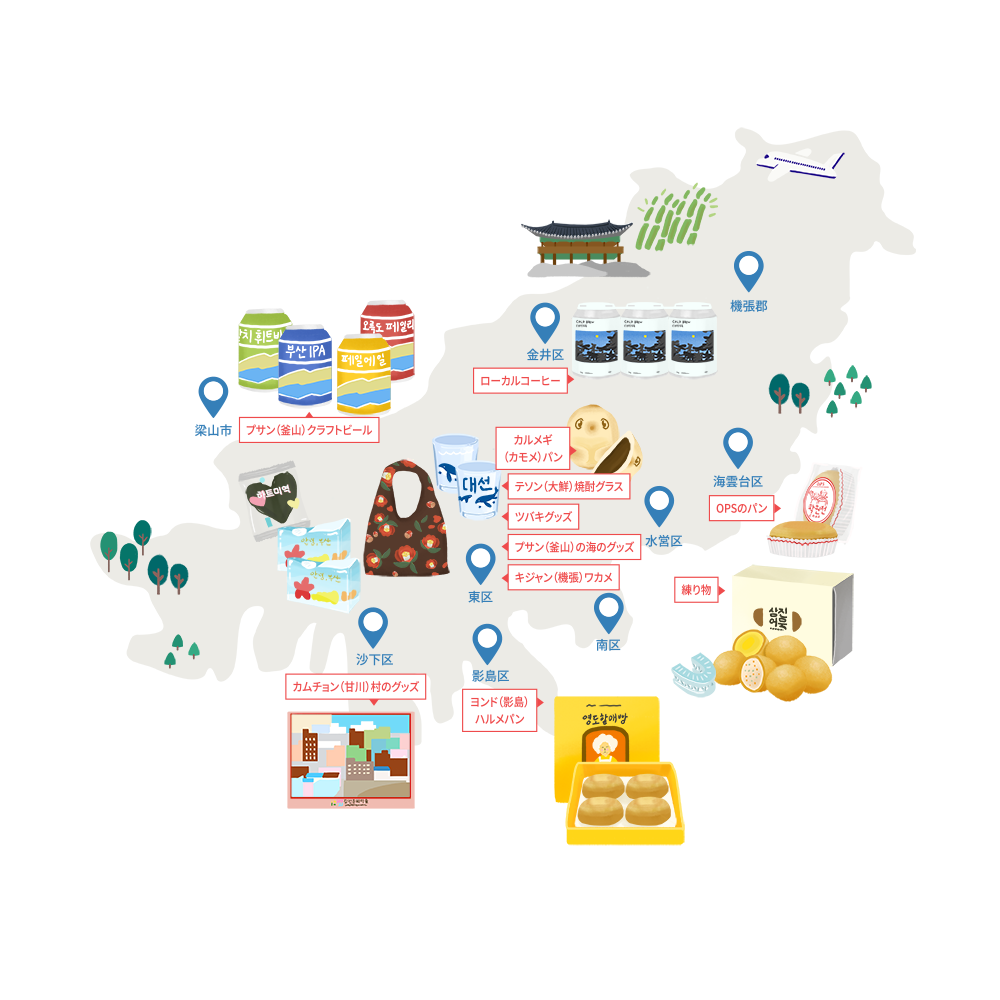 機張郡
金井区
ローカルコーヒー
오륙도 페일
치 휘트비
부산 IPA
페일에일
梁山市
プサン(釜山)クラフトビール
カルメギ
(カモメ)パン
海雲台区
OPSのパン
하트미역
대선
テソン(大鮮)焼酎グラス
ツバキグッズ
水営区
プサン(釜山)の海のグッズ
キジャン(機張)ワカメ
東区
練り物
삼진
어묵
南区
沙下区
影島区
カムチョン(甘川)村のグッズ
ヨンド(影島)
ハルメパン
영도할매빵